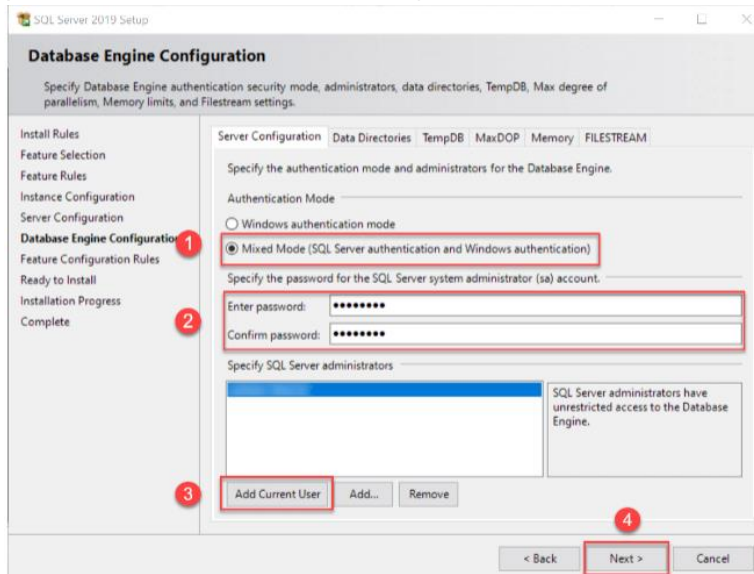 SQL Server 2019 Setup
Database Engine Configuration
Specify Database Engine authentication security mode, administrators, data directories, TempDB, Max degree of
parallelism, Memory limits, and Filestream settings.
Install Rules
Feature Selection
Feature Rules
Instance Configuration
Server Configuration
Database Engine Configuration
Feature Configuration Rules
Ready to Install
Installation Progress
Complete
Server Configuration Data Directories TempDB MaxDOP Memory FILESTREAM
Specify the authentication mode and administrators for the Database Engine.
Authentication Mode
Windows authentication mode
1
Mixed Mode (SQL Server authentication and Windows authentication)
Specify the password for the SQL Server system administrator (sa) account.
2
Enter password: ●●●●●●●●
Confirm password: ●●●●●●●●
Specify SQL Server administrators
SQL Server administrators have
unrestricted access to the Database
Engine.
3
Add Current User Add... Remove
4
< Back Next > Cancel